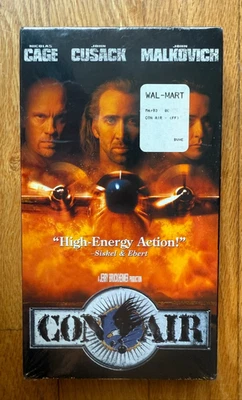 NICOLAS JOHN JOHN
CAGE CUSACK MALKOVICH
WAL-MART
CON AIR
"High-Energy Action!"
-Siskel & Ebert
A JERRY BRUCKHEIMER PRODUCTION
CON AIR